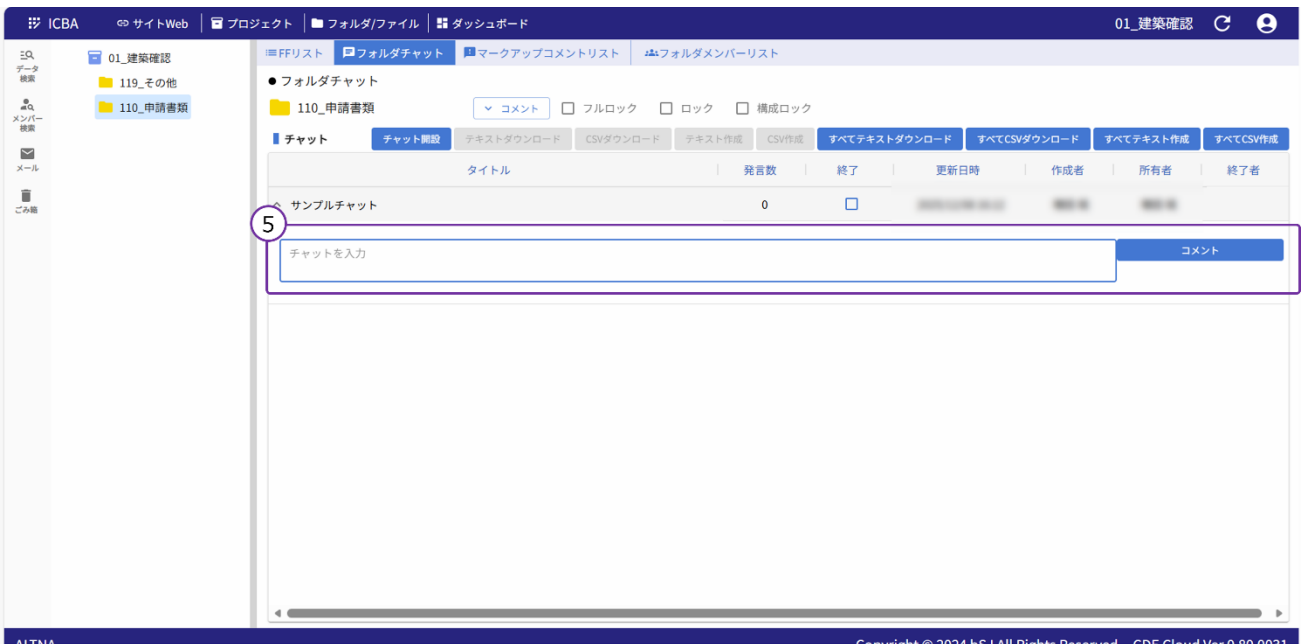 ICBA サイトWeb プロジェクト フォルダ/ファイル ダッシュボード 01_建築確認
データ検索
メンバー検索
メール
ごみ箱
01_建築確認
119_その他
110_申請書類
FFリスト フォルダチャット マークアップコメントリスト フォルダメンバーリスト
● フォルダチャット
110_申請書類 コメント フルロック ロック 構成ロック
チャット チャット開設 テキストダウンロード CSVダウンロード テキスト作成 CSV作成 すべてテキストダウンロード すべてCSVダウンロード すべてテキスト作成 すべてCSV作成
タイトル 発言数 終了 更新日時 作成者 所有者 終了者
サンプルチャット 0
5
チャットを入力 コメント
ALTNA Copyright © 2024 bS J All Rights Reserved CDE Cloud Ver 0.80.0031